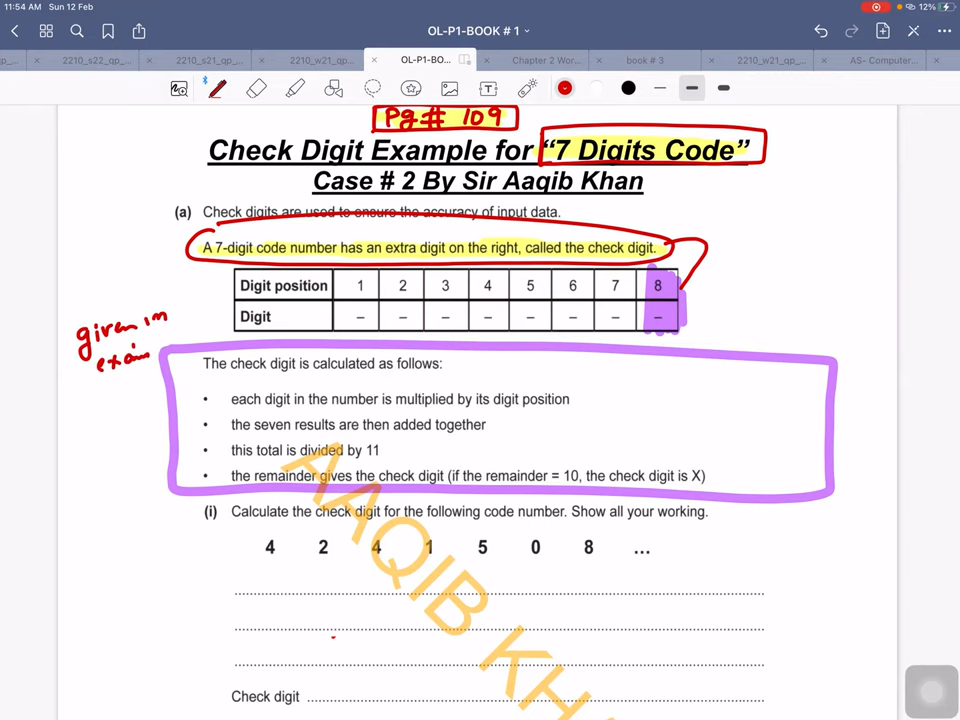 11:54 AM Sun 12 Feb
12%
OL-P1-BOOK # 1
2210_s22_qp_...
2210_s21_qp_...
2210_w21_qp_...
OL-P1-BO...
Chapter 2 Wor...
book # 3
2210_w21_qp_...
AS- Computer...
Pg# 109
Check Digit Example for "7 Digits Code"
Case # 2 By Sir Aaqib Khan
(a) Check digits are used to ensure the accuracy of input data.
A 7-digit code number has an extra digit on the right, called the check digit.
Digit position 1 2 3 4 5 6 7 8
Digit – – – – – – – –
given in
exam
The check digit is calculated as follows:
• each digit in the number is multiplied by its digit position
• the seven results are then added together
• this total is divided by 11
• the remainder gives the check digit (if the remainder = 10, the check digit is X)
(i) Calculate the check digit for the following code number. Show all your working.
4 2 4 1 5 0 8 ...
Check digit
AAQIB KH